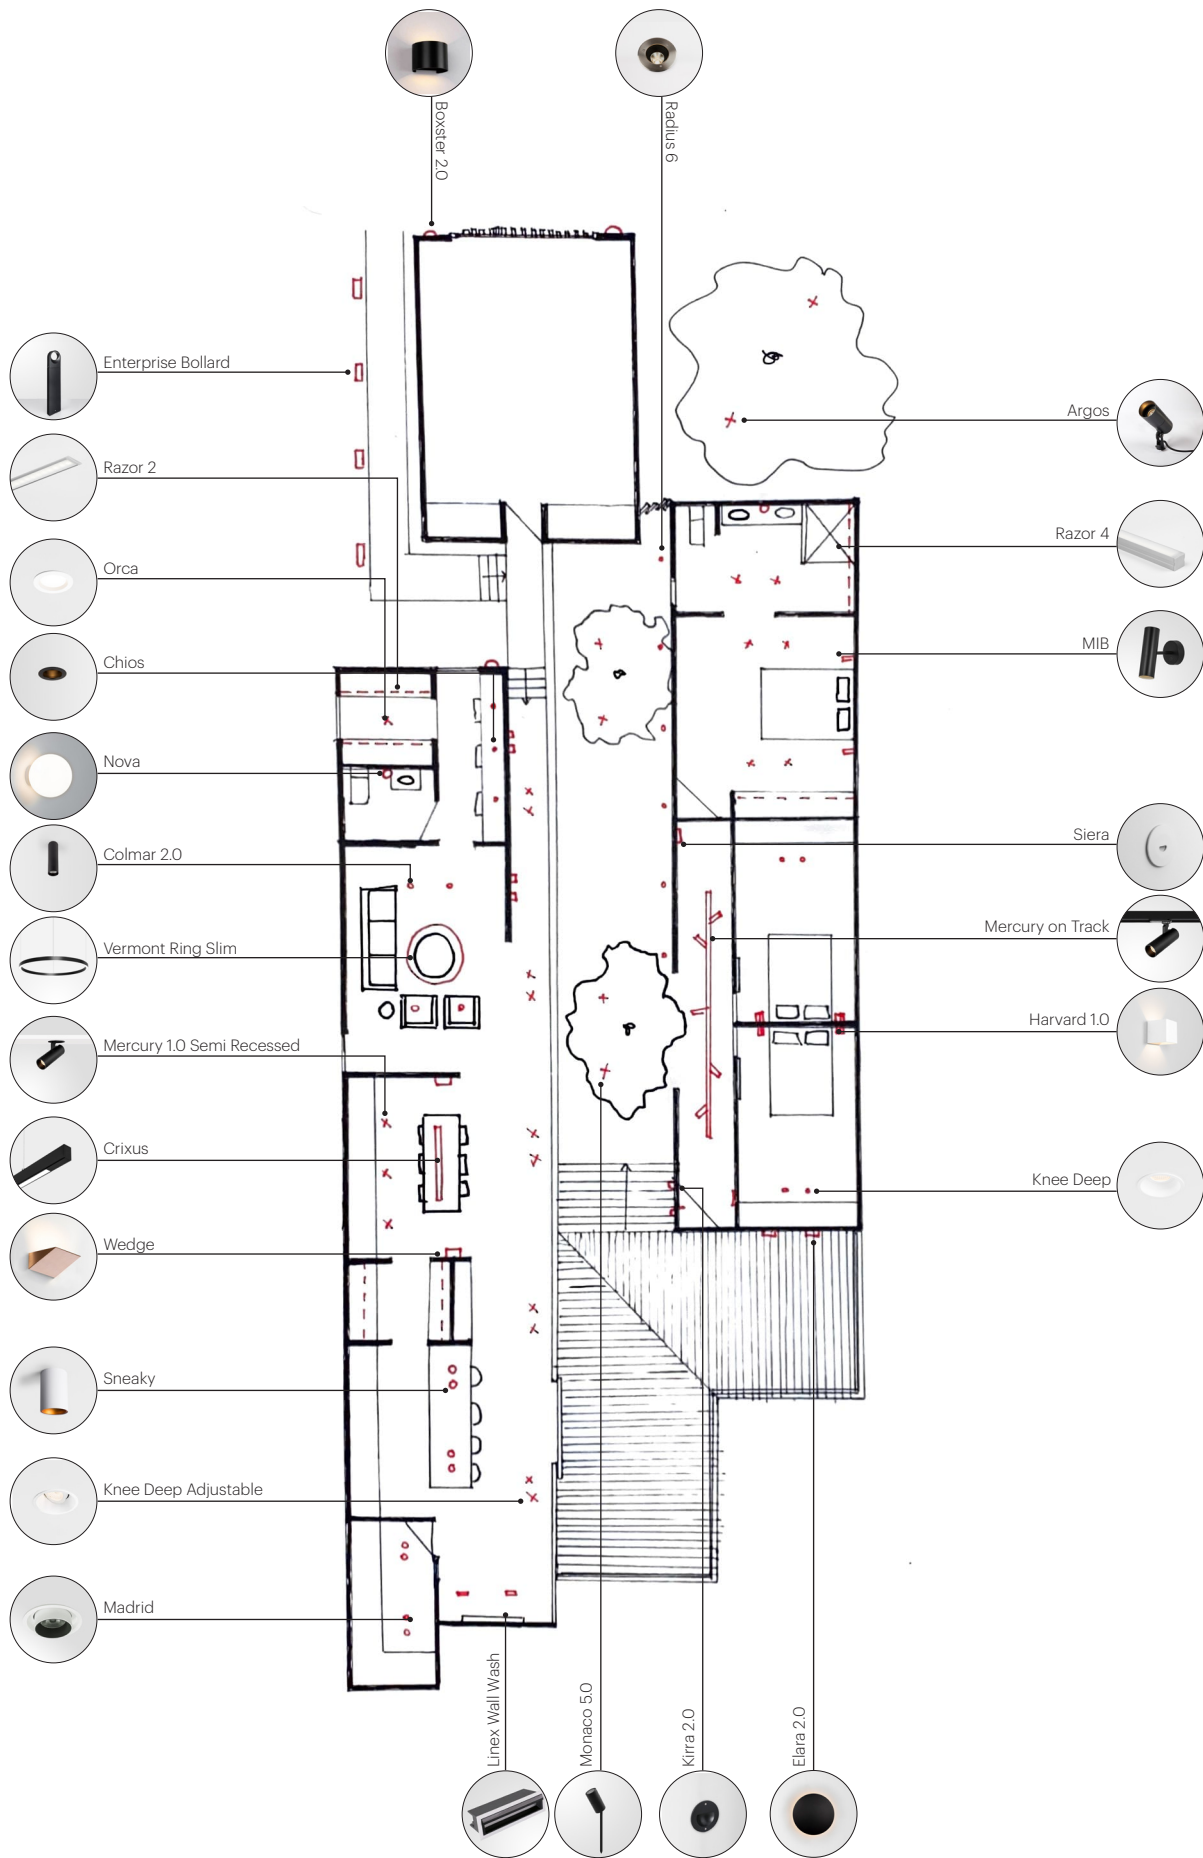 Boxster 2.0
Radius 6
Enterprise Bollard
Razor 2
Orca
Chios
Nova
Colmar 2.0
Vermont Ring Slim
Mercury 1.0 Semi Recessed
Crixus
Wedge
Sneaky
Knee Deep Adjustable
Madrid
Argos
Razor 4
MIB
Siera
Mercury on Track
Harvard 1.0
Knee Deep
Linex Wall Wash
Monaco 5.0
Kirra 2.0
Elara 2.0